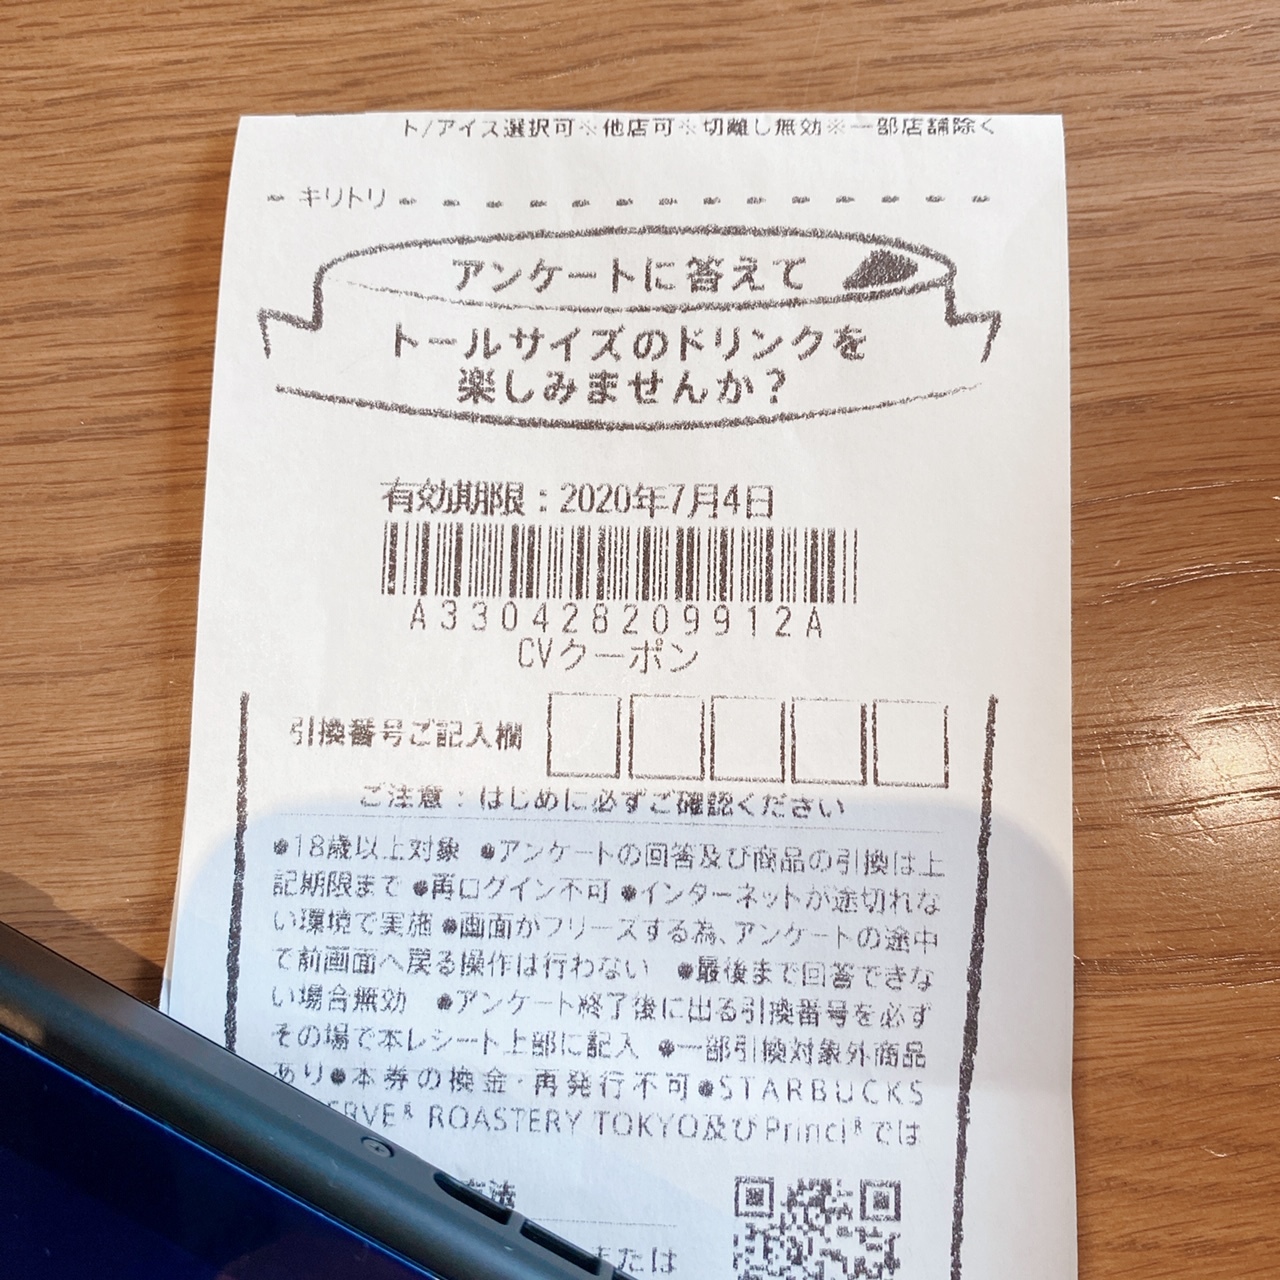 ト/アイス選択可※他店可※切離し無効※一部店舗除く
キリトリ
アンケートに答えて
トールサイズのドリンクを
楽しみませんか？
有効期限：2020年7月4日
A330428209912A
CVクーポン
引換番号ご記入欄
ご注意：はじめに必ずご確認ください
●18歳以上対象 ●アンケートの回答及び商品の引換は上
記期限まで ●再ログイン不可 ●インターネットが途切れな
い環境で実施 ●画面がフリーズする為、アンケートの途中
で前画面へ戻る操作は行わない ●最後まで回答できな
い場合無効 ●アンケート終了後に出る引換番号を必ず
その場で本レシート上部に記入 ●一部引換対象外商品
あり●本券の換金・再発行不可●STARBUCKS
ERVE® ROASTERY TOKYO及びPrinci®では
方法
または